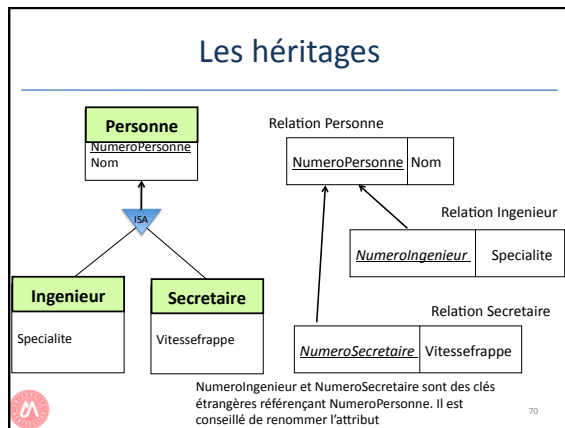 Les héritages
Personne
NumeroPersonne
Nom
ISA
Ingenieur
Specialite
Secretaire
Vitessefrappe
Relation Personne
NumeroPersonne Nom
Relation Ingenieur
NumeroIngenieur Specialite
Relation Secretaire
NumeroSecretaire Vitessefrappe
NumeroIngenieur et NumeroSecretaire sont des clés
étrangères référençant NumeroPersonne. Il est
conseillé de renommer l’attribut
70